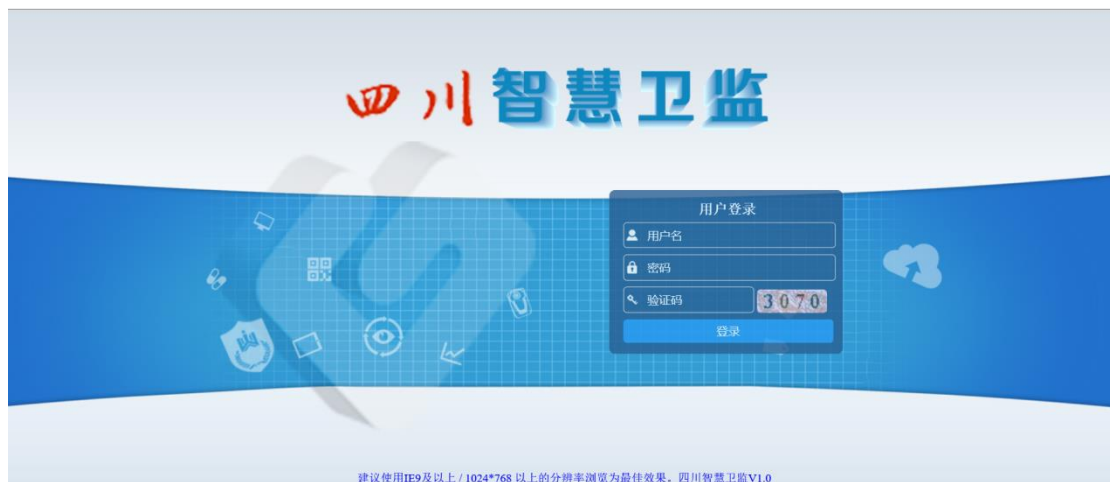 四川智慧卫监
用户登录
用户名
密码
验证码 3070
登录
建议使用IE9及以上 / 1024*768 以上的分辨率浏览为最佳效果。四川智慧卫监V1.0